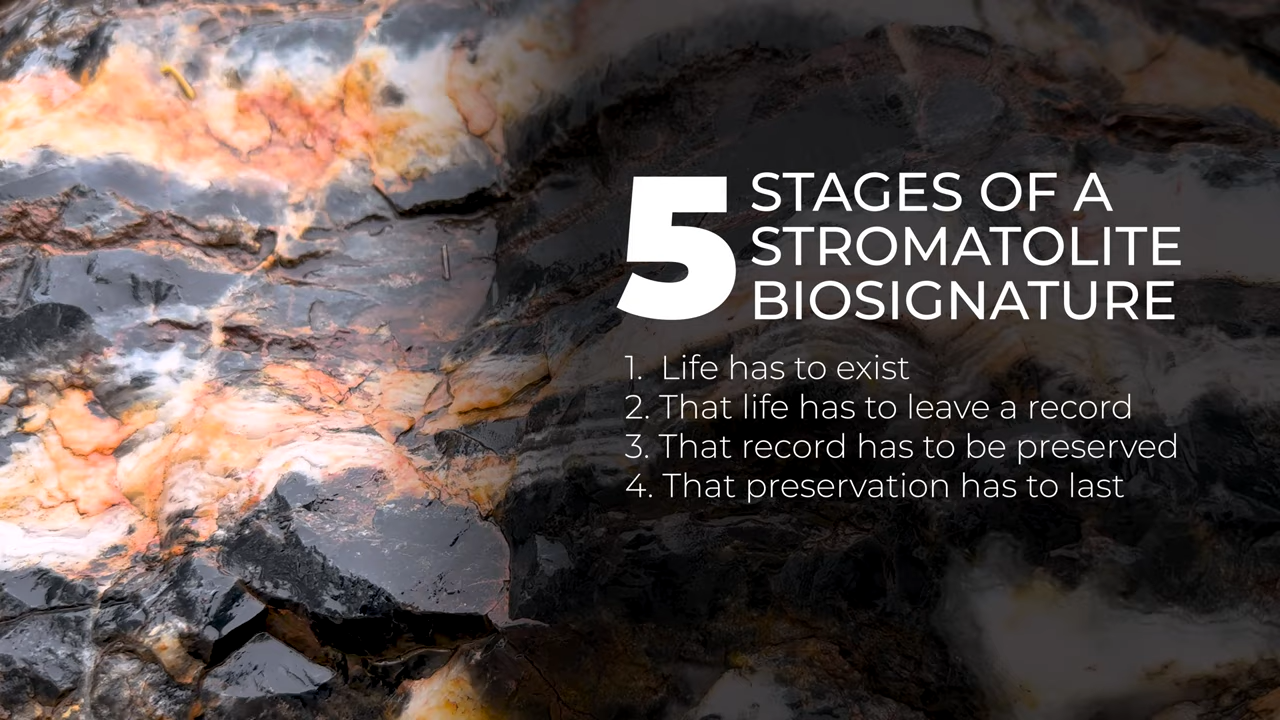 5 STAGES OF A
STROMATOLITE
BIOSIGNATURE
1. Life has to exist
2. That life has to leave a record
3. That record has to be preserved
4. That preservation has to last